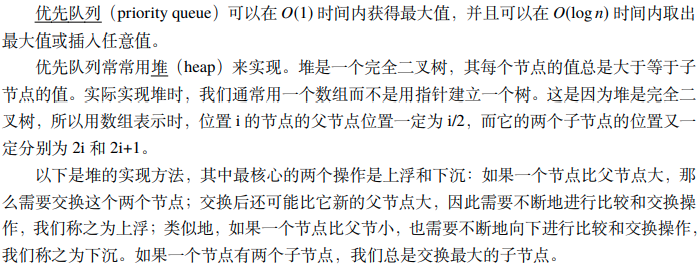 优先队列（priority queue）可以在 O(1) 时间内获得最大值，并且可以在 O(log n) 时间内取出
最大值或插入任意值。
优先队列常常用堆（heap）来实现。堆是一个完全二叉树，其每个节点的值总是大于等于子
节点的值。实际实现堆时，我们通常用一个数组而不是用指针建立一个树。这是因为堆是完全二
叉树，所以用数组表示时，位置 i 的节点的父节点位置一定为 i/2，而它的两个子节点的位置又一
定分别为 2i 和 2i+1。
以下是堆的实现方法，其中最核心的两个操作是上浮和下沉：如果一个节点比父节点大，那
么需要交换这个两个节点；交换后还可能比它新的父节点大，因此需要不断地进行比较和交换操
作，我们称之为上浮；类似地，如果一个节点比父节小，也需要不断地向下进行比较和交换操作，
我们称之为下沉。如果一个节点有两个子节点，我们总是交换最大的子节点。